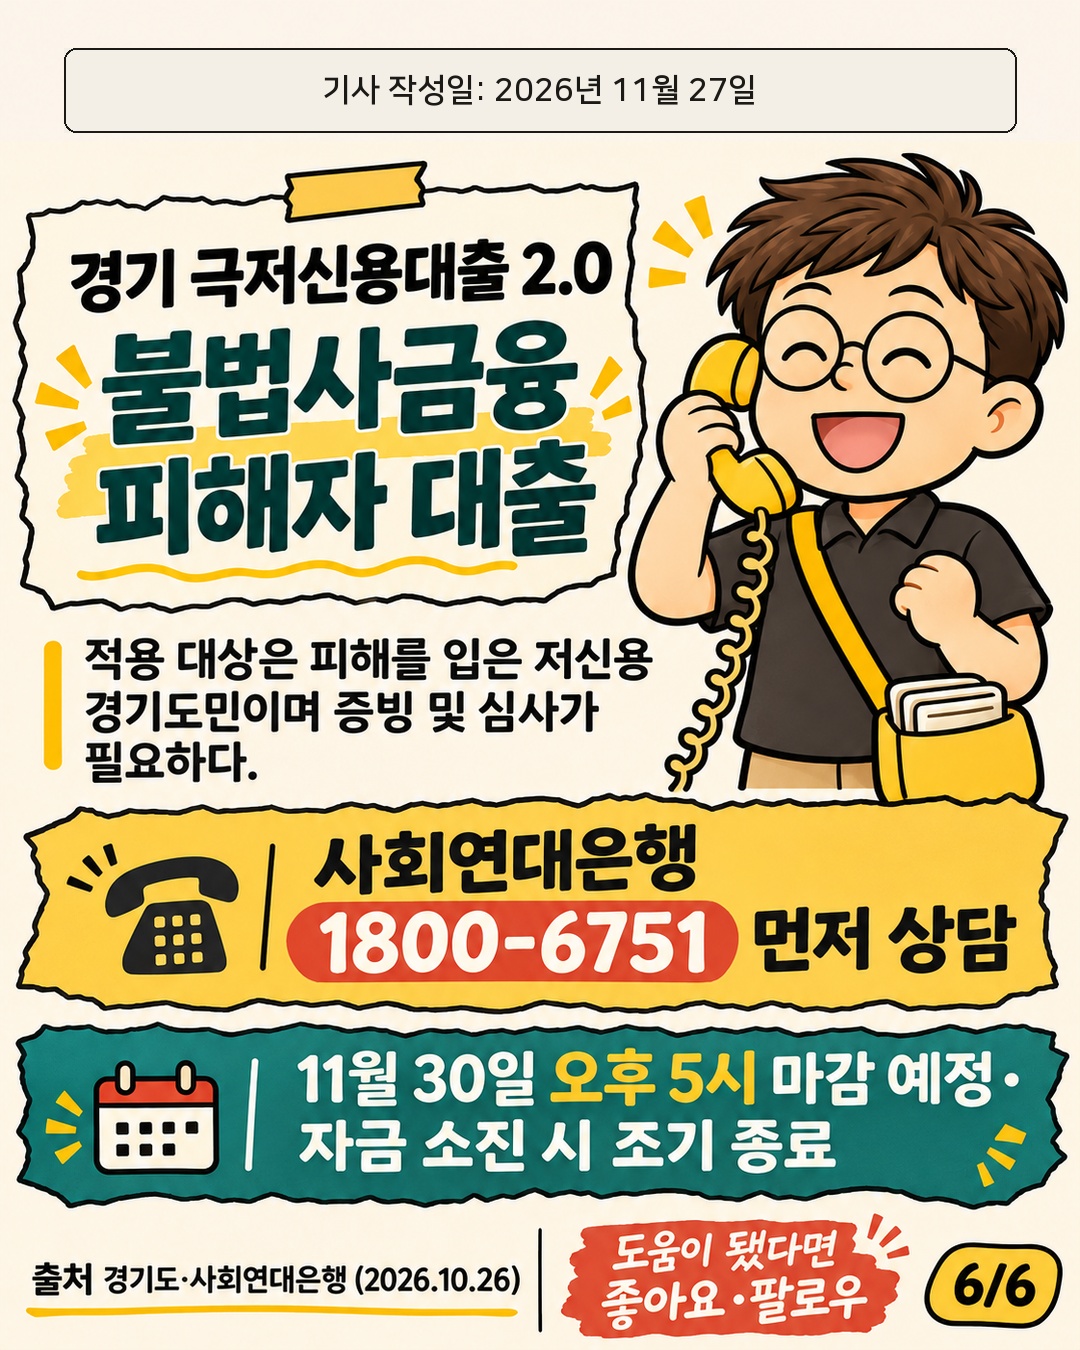 기사 작성일: 2026년 11월 27일
경기 극저신용대출 2.0
불법사금융
피해자 대출
적용 대상은 피해를 입은 저신용
경기도민이며 증빙 및 심사가
필요하다.
사회연대은행
1800-6751 먼저 상담
11월 30일 오후 5시 마감 예정·
자금 소진 시 조기 종료
출처 경기도·사회연대은행 (2026.10.26)
도움이 됐다면
좋아요·팔로우
6/6